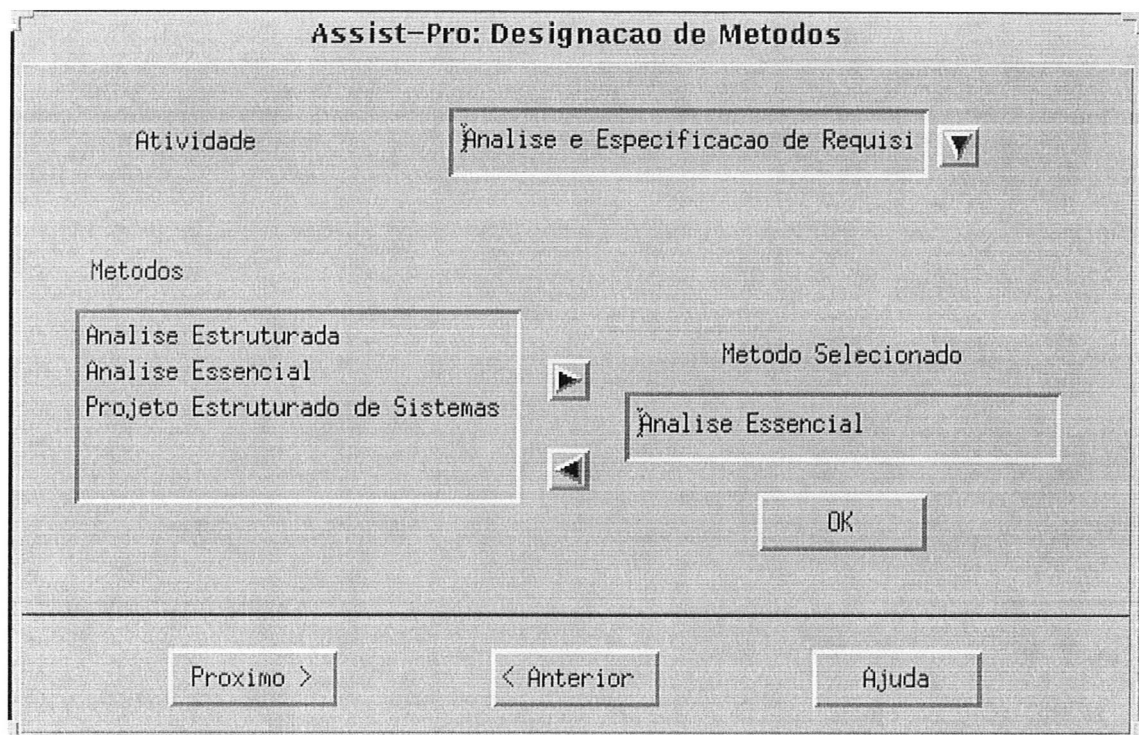 Assist-Pro: Designacao de Metodos
Atividade
Analise e Especificacao de Requisi
Metodos
Analise Estruturada
Analise Essencial
Projeto Estruturado de Sistemas
Metodo Selecionado
Analise Essencial
OK
Proximo >
< Anterior
Ajuda